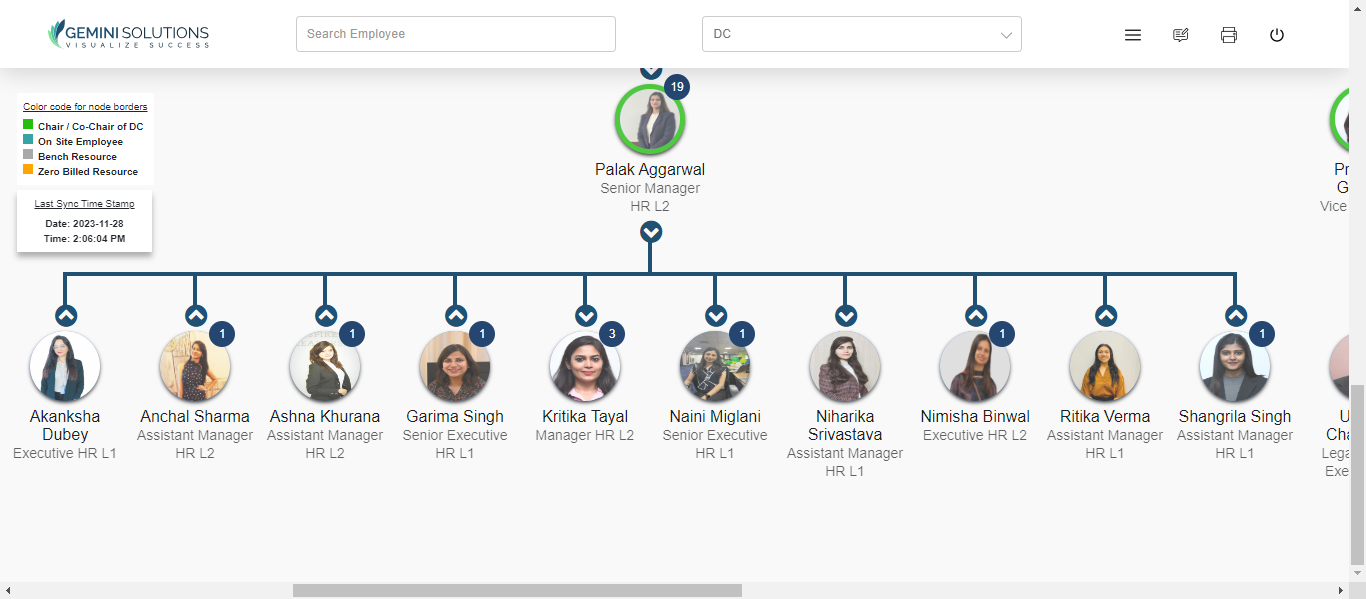 GEMINI SOLUTIONS
VISUALIZE SUCCESS
Search Employee
DC
Color code for node borders
Chair / Co-Chair of DC
On Site Employee
Bench Resource
Zero Billed Resource
Last Sync Time Stamp
Date: 2023-11-28
Time: 2:06:04 PM
19
Palak Aggarwal
Senior Manager
HR L2
Pr
G
Vice
Akanksha
Dubey
Executive HR L1
1
Anchal Sharma
Assistant Manager
HR L2
1
Ashna Khurana
Assistant Manager
HR L2
1
Garima Singh
Senior Executive
HR L1
3
Kritika Tayal
Manager HR L2
1
Naini Miglani
Senior Executive
HR L1
Niharika
Srivastava
Assistant Manager
HR L1
1
Nimisha Binwal
Executive HR L2
Ritika Verma
Assistant Manager
HR L1
1
Shangrila Singh
Assistant Manager
HR L1
U
Cha
Lega
Exe